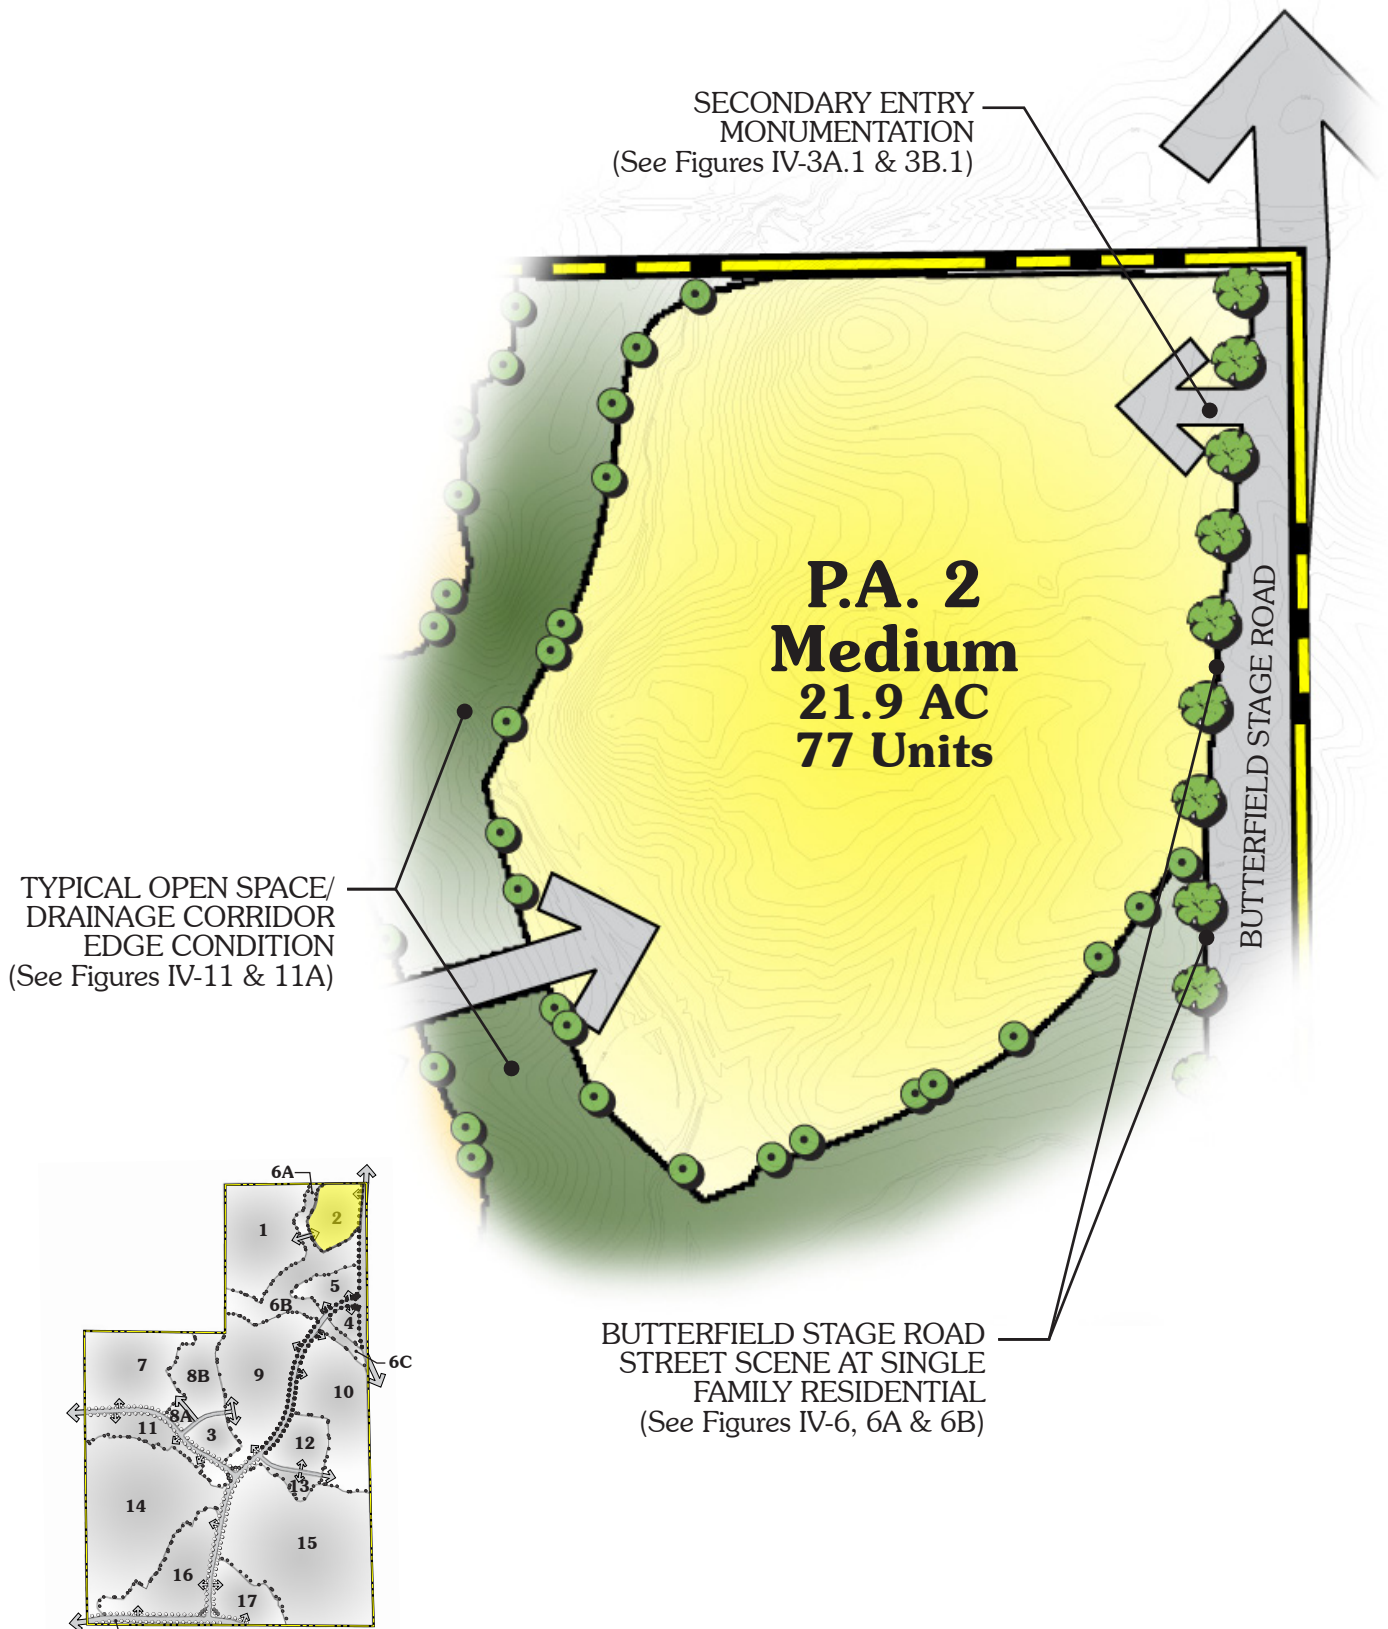 SECONDARY ENTRY
MONUMENTATION
(See Figures IV-3A.1 & 3B.1)
P.A. 2
Medium
21.9 AC
77 Units
BUTTERFIELD STAGE ROAD
TYPICAL OPEN SPACE/
DRAINAGE CORRIDOR
EDGE CONDITION
(See Figures IV-11 & 11A)
BUTTERFIELD STAGE ROAD
STREET SCENE AT SINGLE
FAMILY RESIDENTIAL
(See Figures IV-6, 6A & 6B)
6A
1
2
5
6B
4
6C
7
8B
9
10
8A
11
3
12
13
14
15
16
17